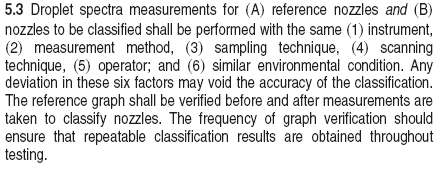 5.3 Droplet spectra measurements for (A) reference nozzles and (B)
nozzles to be classified shall be performed with the same (1) instrument,
(2) measurement method, (3) sampling technique, (4) scanning
technique, (5) operator; and (6) similar environmental condition. Any
deviation in these six factors may void the accuracy of the classification.
The reference graph shall be verified before and after measurements are
taken to classify nozzles. The frequency of graph verification should
ensure that repeatable classification results are obtained throughout
testing.